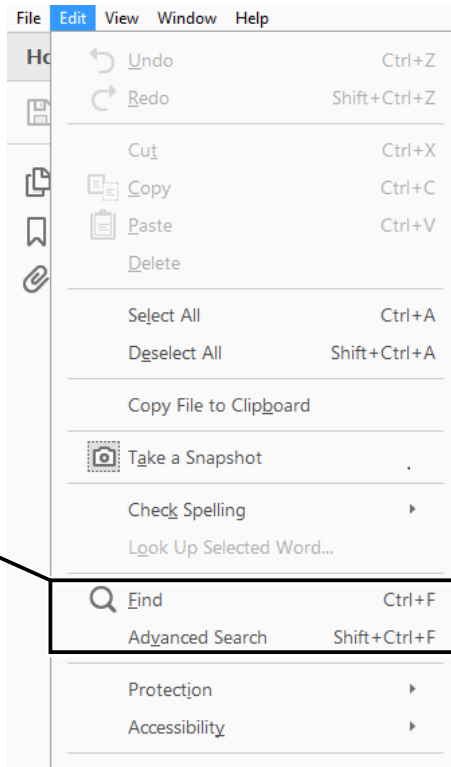 File Edit View Window Help
Ho
Undo Ctrl+Z
Redo Shift+Ctrl+Z
Cut Ctrl+X
Copy Ctrl+C
Paste Ctrl+V
Delete
Select All Ctrl+A
Deselect All Shift+Ctrl+A
Copy File to Clipboard
Take a Snapshot
Check Spelling
Look Up Selected Word...
Find Ctrl+F
Advanced Search Shift+Ctrl+F
Protection
Accessibility